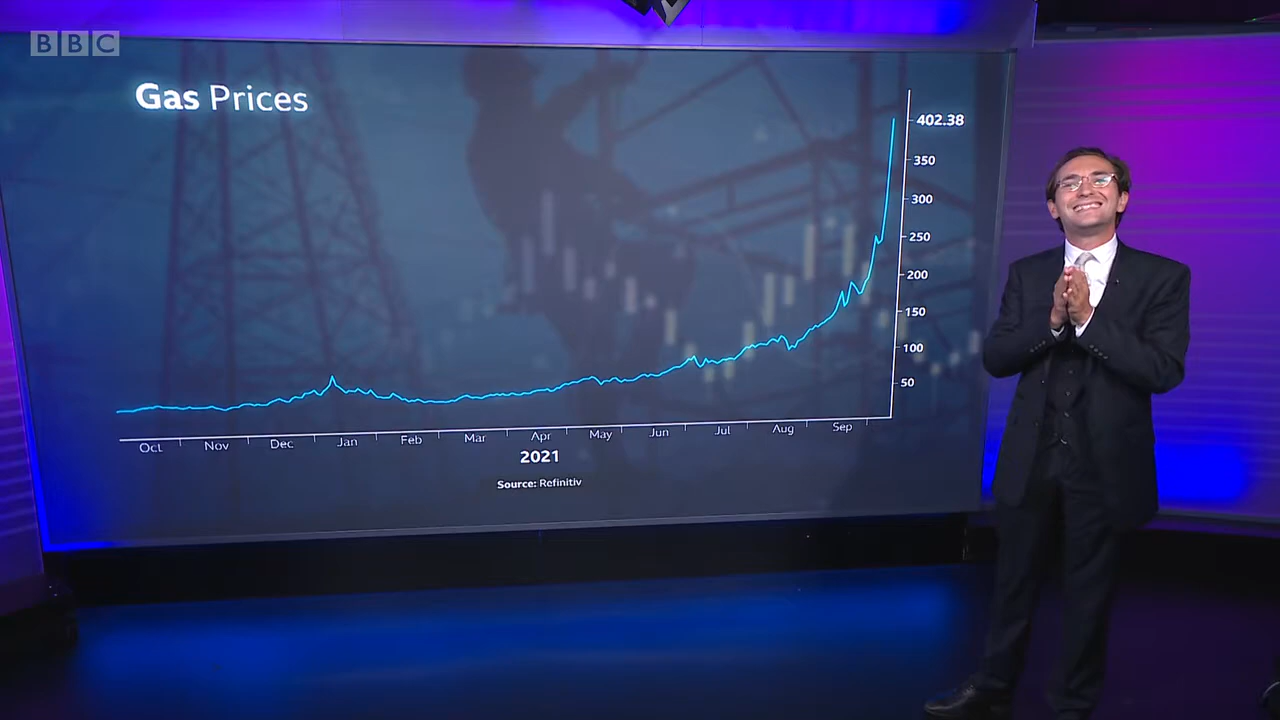 BBC
Gas Prices
402.38
350
300
250
200
150
100
50
Oct Nov Dec Jan Feb Mar Apr May Jun Jul Aug Sep
2021
Source: Refinitiv